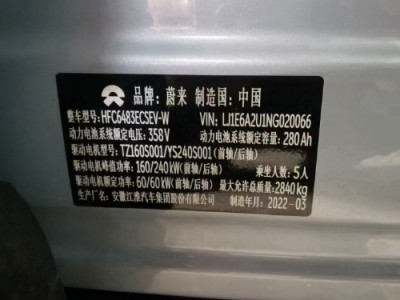 品牌：蔚来 制造国：中国
整车型号：HFC6483ECSEV-W VIN：LJ1E6A2U1NG020066
动力电池系统额定电压：358V 动力电池系统额定容量：280Ah
驱动电机型号：TZ160S001/YS240S001（前轴/后轴）
驱动电机峰值功率：160/240kW（前轴/后轴） 乘坐人数：5人
驱动电机额定功率：60/60kW（前轴/后轴） 最大允许总质量：2840kg
生产厂名：安徽江淮汽车集团股份有限公司 制造年月：2022-03